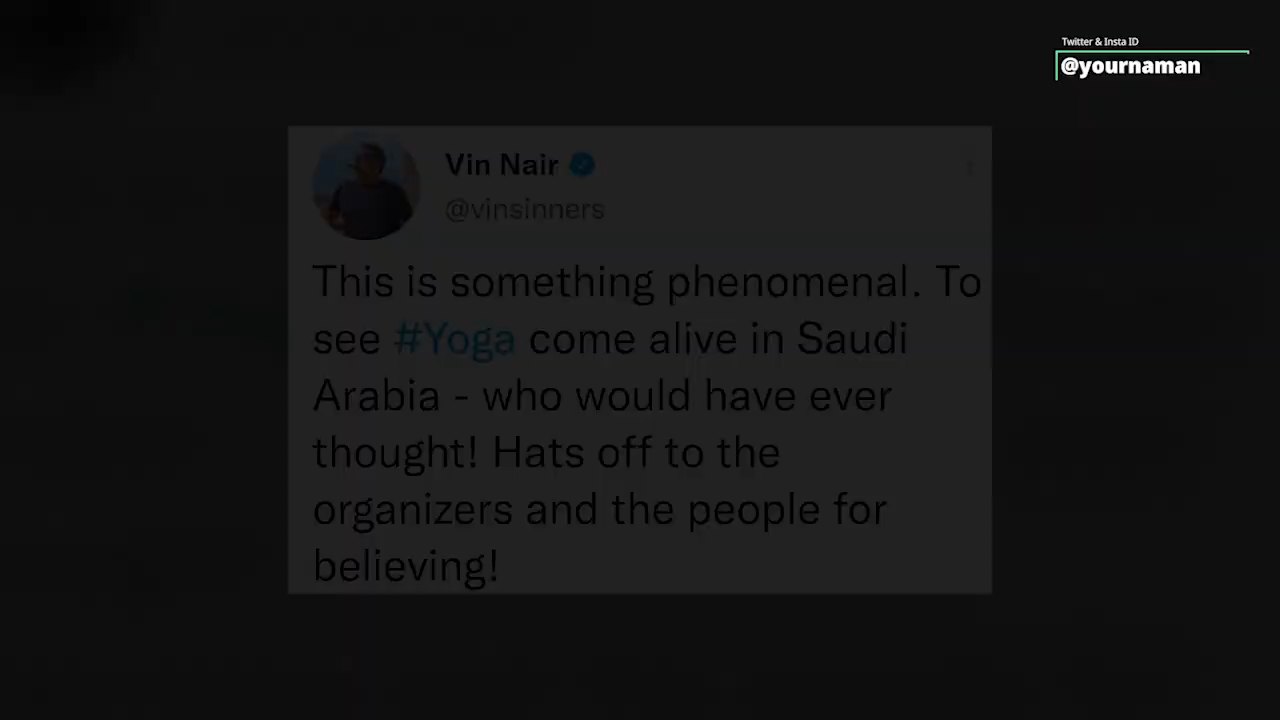 Twitter & Insta ID
@yournaman
Vin Nair
@vinsinners
This is something phenomenal. To
see #Yoga come alive in Saudi
Arabia - who would have ever
thought! Hats off to the
organizers and the people for
believing!